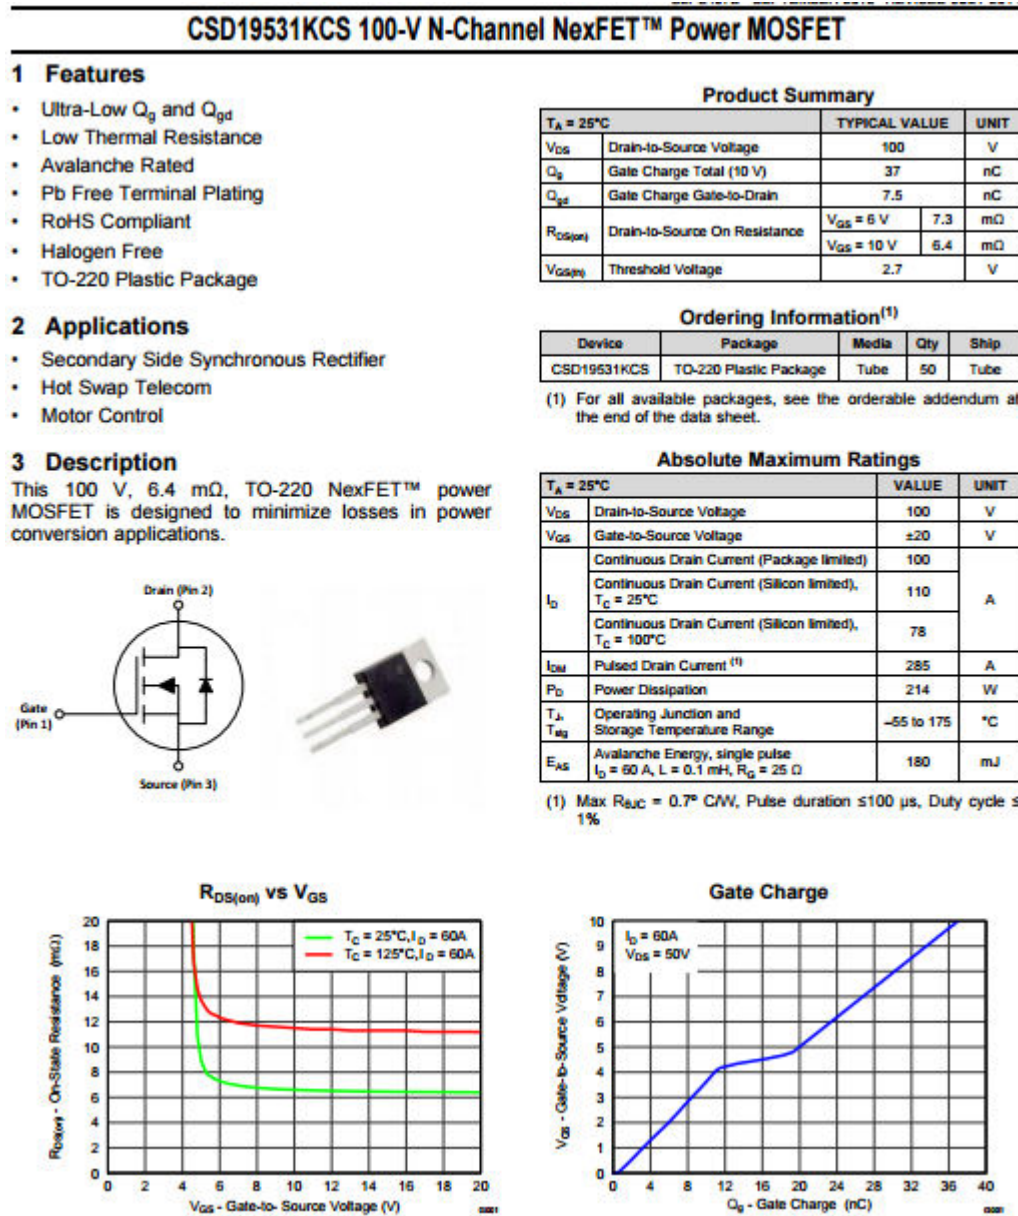 CSD19531KCS 100-V N-Channel NexFET™ Power MOSFET
1 Features
• Ultra-Low Qg and Qgd
• Low Thermal Resistance
• Avalanche Rated
• Pb Free Terminal Plating
• RoHS Compliant
• Halogen Free
• TO-220 Plastic Package
2 Applications
• Secondary Side Synchronous Rectifier
• Hot Swap Telecom
• Motor Control
3 Description
This 100 V, 6.4 mΩ, TO-220 NexFET™ power
MOSFET is designed to minimize losses in power
conversion applications.
Drain (Pin 2)
Gate
(Pin 1)
Source (Pin 3)
Product Summary
TA = 25°C TYPICAL VALUE UNIT
VDS Drain-to-Source Voltage 100 V
Qg Gate Charge Total (10 V) 37 nC
Qgd Gate Charge Gate-to-Drain 7.5 nC
RDS(on) Drain-to-Source On Resistance VGS = 6 V 7.3 mΩ
VGS = 10 V 6.4 mΩ
VGS(th) Threshold Voltage 2.7 V
Ordering Information(1)
Device Package Media Qty Ship
CSD19531KCS TO-220 Plastic Package Tube 50 Tube
(1) For all available packages, see the orderable addendum at
the end of the data sheet.
Absolute Maximum Ratings
TA = 25°C VALUE UNIT
VDS Drain-to-Source Voltage 100 V
VGS Gate-to-Source Voltage ±20 V
ID Continuous Drain Current (Package limited) 100 A
Continuous Drain Current (Silicon limited),
TC = 25°C 110
Continuous Drain Current (Silicon limited),
TC = 100°C 78
IDM Pulsed Drain Current (1) 285 A
PD Power Dissipation 214 W
TJ,
Tstg Operating Junction and
Storage Temperature Range –55 to 175 °C
EAS Avalanche Energy, single pulse
ID = 60 A, L = 0.1 mH, RG = 25 Ω 180 mJ
(1) Max RθJC = 0.7º C/W, Pulse duration ≤100 µs, Duty cycle ≤
1%
RDS(on) vs VGS
TC = 25°C, ID = 60A
TC = 125°C, ID = 60A
RDS(on) - On-State Resistance (mΩ)
20
18
16
14
12
10
8
6
4
2
0
0 2 4 6 8 10 12 14 16 18 20
VGS - Gate-to- Source Voltage (V)
Gate Charge
ID = 60A
VDS = 50V
VGS - Gate-to-Source Voltage (V)
10
9
8
7
6
5
4
3
2
1
0
0 4 8 12 16 20 24 28 32 36 40
Qg - Gate Charge (nC)